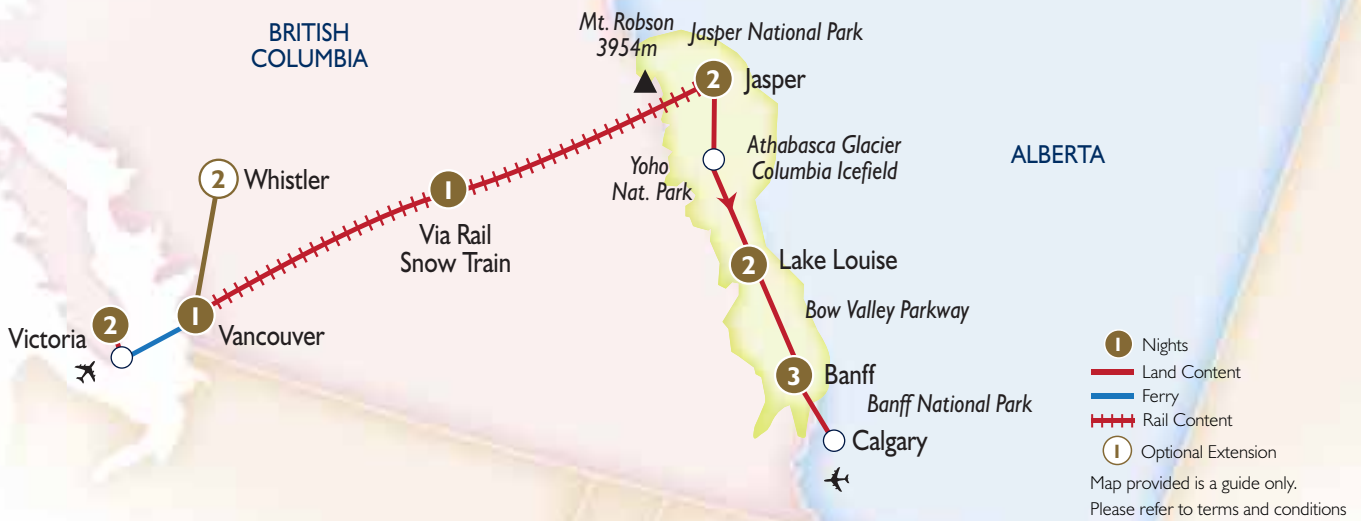 BRITISH
COLUMBIA
Mt. Robson
3954m
Jasper National Park
2
Jasper
Athabasca Glacier
Columbia Icefield
ALBERTA
Yoho
Nat. Park
2
Whistler
1
Via Rail
Snow Train
2
Lake Louise
Bow Valley Parkway
1
Vancouver
2
Victoria
3
Banff
Banff National Park
Calgary
1 Nights
Land Content
Ferry
Rail Content
1 Optional Extension
Map provided is a guide only.
Please refer to terms and conditions